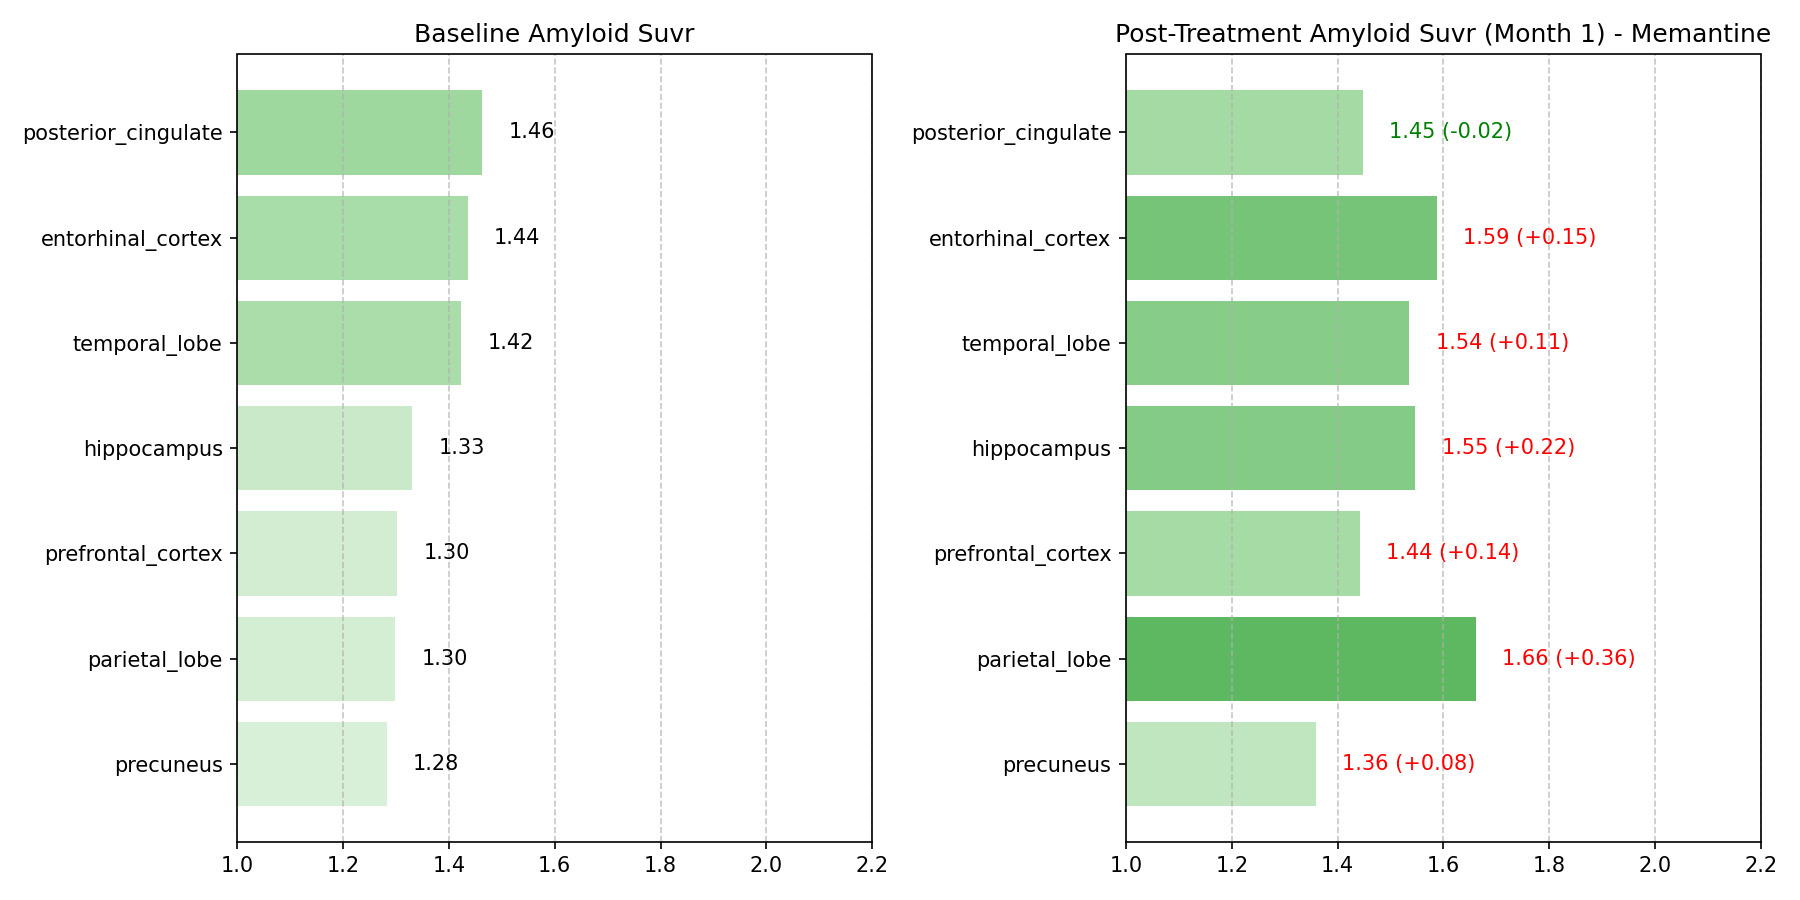 Baseline Amyloid Suvr
posterior_cingulate 1.46
entorhinal_cortex 1.44
temporal_lobe 1.42
hippocampus 1.33
prefrontal_cortex 1.30
parietal_lobe 1.30
precuneus 1.28
1.0 1.2 1.4 1.6 1.8 2.0 2.2
Post-Treatment Amyloid Suvr (Month 1) - Memantine
posterior_cingulate 1.45 (-0.02)
entorhinal_cortex 1.59 (+0.15)
temporal_lobe 1.54 (+0.11)
hippocampus 1.55 (+0.22)
prefrontal_cortex 1.44 (+0.14)
parietal_lobe 1.66 (+0.36)
precuneus 1.36 (+0.08)
1.0 1.2 1.4 1.6 1.8 2.0 2.2